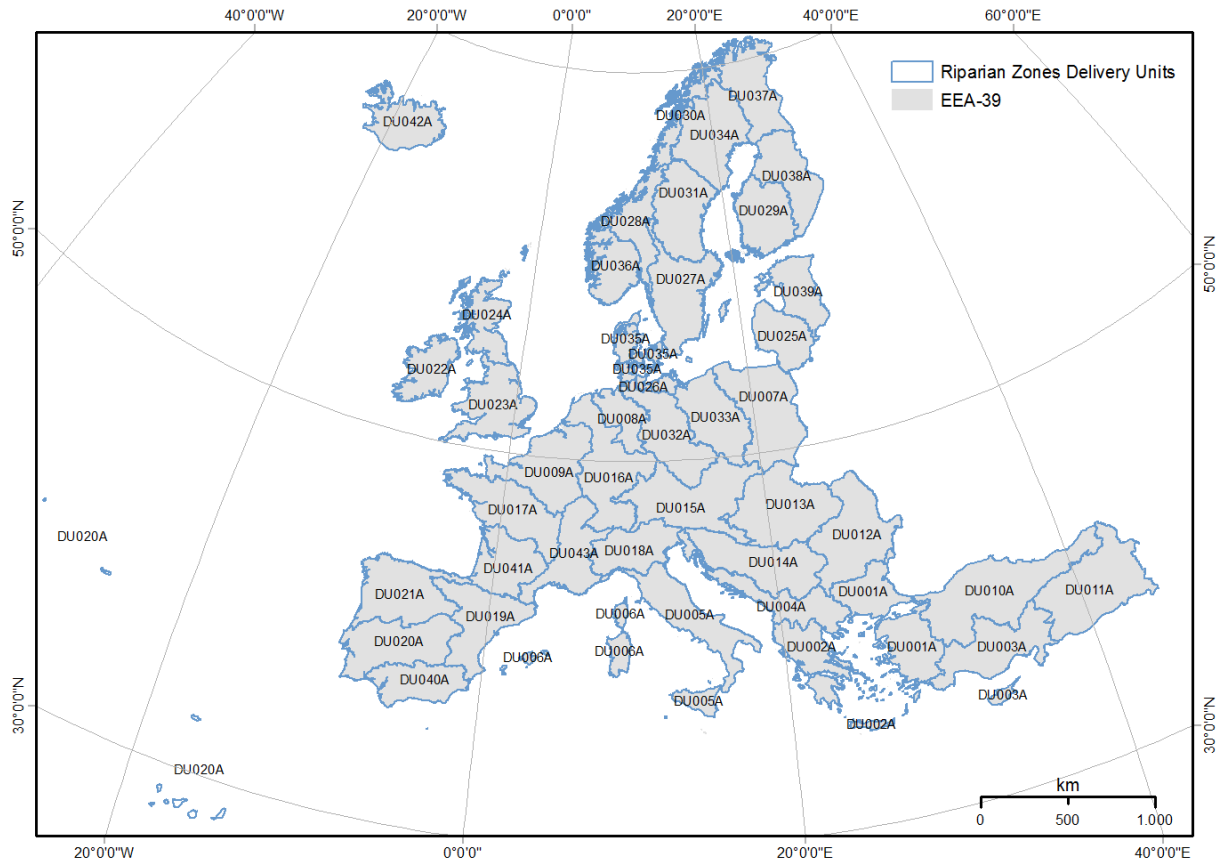 40°0'0"W 20°0'0"W 0°0'0" 20°0'0"E 40°0'0"E 60°0'0"E
Riparian Zones Delivery Units
EEA-39
DU037A
DU030A
DU042A
DU034A
DU038A
DU031A
DU029A
50°0'0"N
DU028A
50°0'0"N
DU036A
DU027A
DU039A
DU024A
DU025A
DU035A
DU035A
DU022A
DU035A
DU026A
DU007A
DU023A
DU008A
DU033A
DU032A
DU009A
DU016A
DU013A
DU017A
DU015A
DU020A
DU012A
DU043A
DU018A
DU014A
DU041A
DU021A
DU001A
DU010A
DU011A
DU004A
DU019A
DU006A
DU005A
DU020A
DU002A
DU001A
DU003A
DU006A
DU006A
DU040A
DU003A
DU005A
30°0'0"N
DU002A
30°0'0"N
DU020A
km
0 500 1.000
20°0'0"W 0°0'0" 20°0'0"E 40°0'0"E